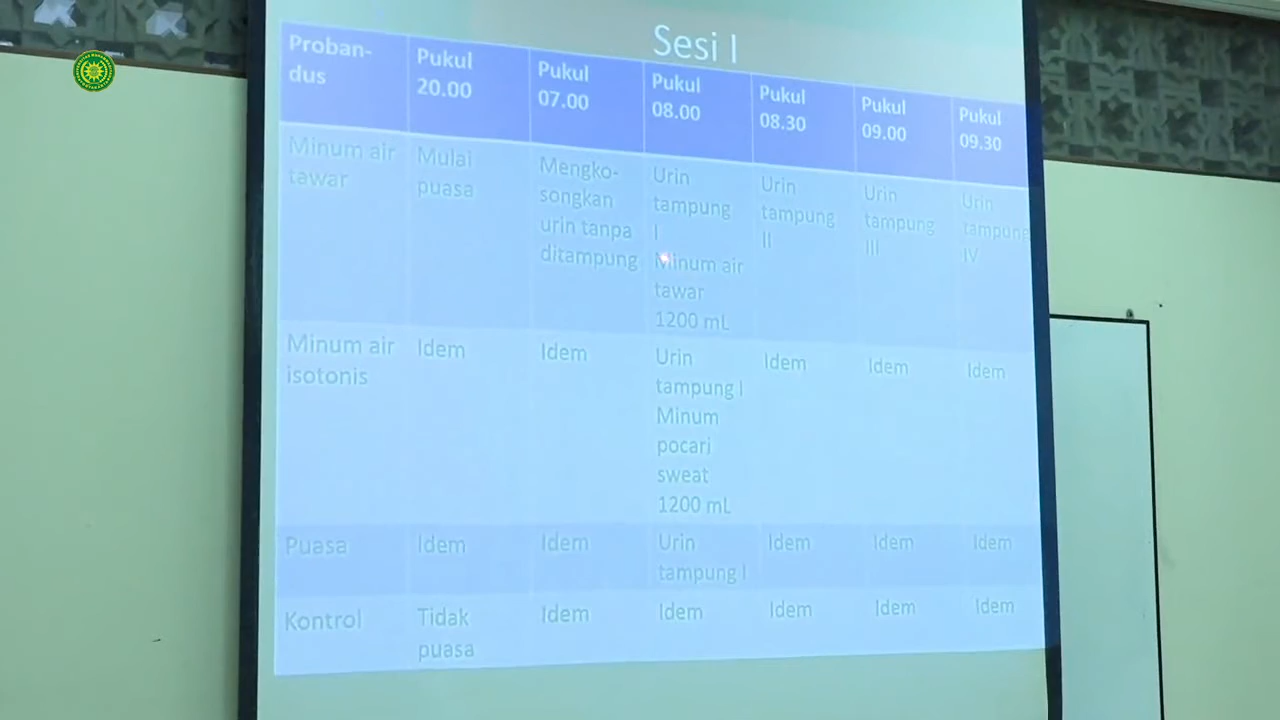 Sesi I
Proban-
dus
Pukul
20.00
Pukul
07.00
Pukul
08.00
Pukul
08.30
Pukul
09.00
Pukul
09.30
Minum air
tawar
Mulai
puasa
Mengko-
songkan
urin tanpa
ditampung
Urin
tampung
I
Minum air
tawar
1200 mL
Urin
tampung
II
Urin
tampung
III
Urin
tampung
IV
Minum air
isotonis
Idem
Idem
Urin
tampung I
Minum
pocari
sweat
1200 mL
Idem
Idem
Idem
Puasa
Idem
Idem
Urin
tampung I
Idem
Idem
Idem
Kontrol
Tidak
puasa
Idem
Idem
Idem
Idem
Idem